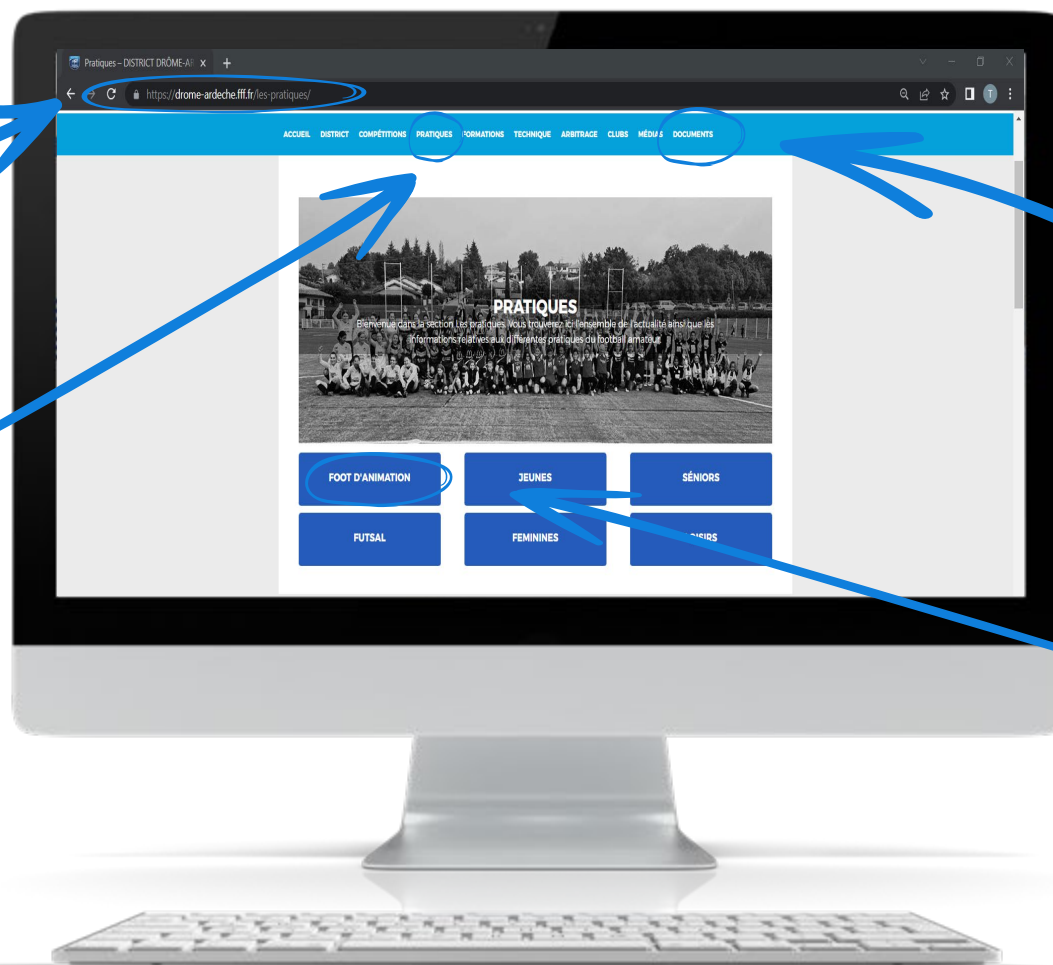 Pratiques – DISTRICT DRÔME-AR
https://drome-ardeche.fff.fr/les-pratiques/
T
ACCUEIL DISTRICT COMPÉTITIONS PRATIQUES FORMATIONS TECHNIQUE ARBITRAGE CLUBS MÉDIAS DOCUMENTS
PRATIQUES
Bienvenue dans la section Les pratiques. Vous trouverez ici l'ensemble de l'actualité ainsi que les
informations relatives aux différentes pratiques du football amateur.
FOOT D'ANIMATION JEUNES SÉNIORS
FUTSAL FEMININES